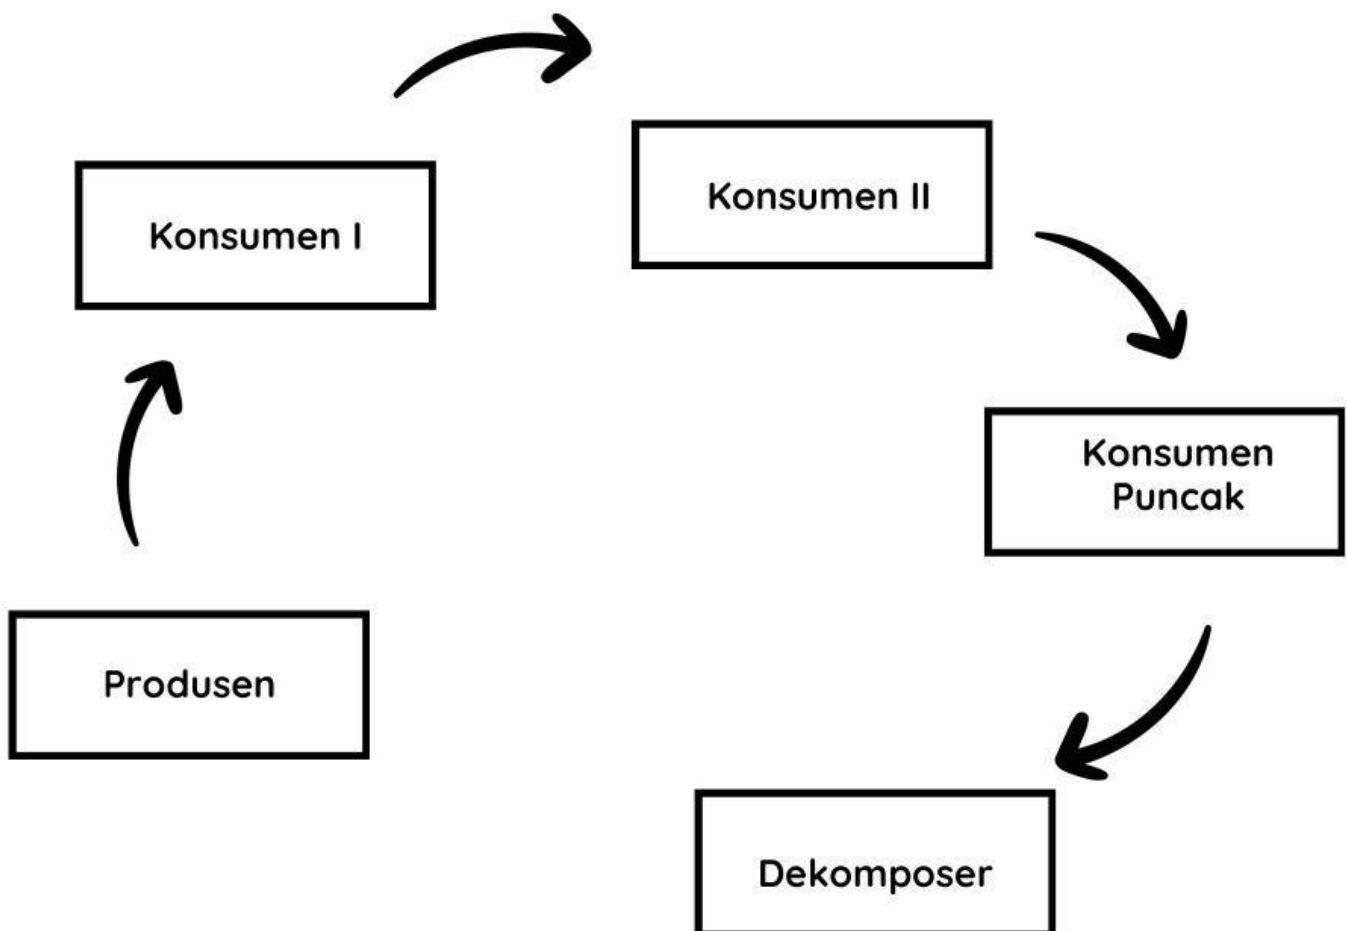 Konsumen I
Konsumen II
Konsumen
Puncak
Produsen
Dekomposer